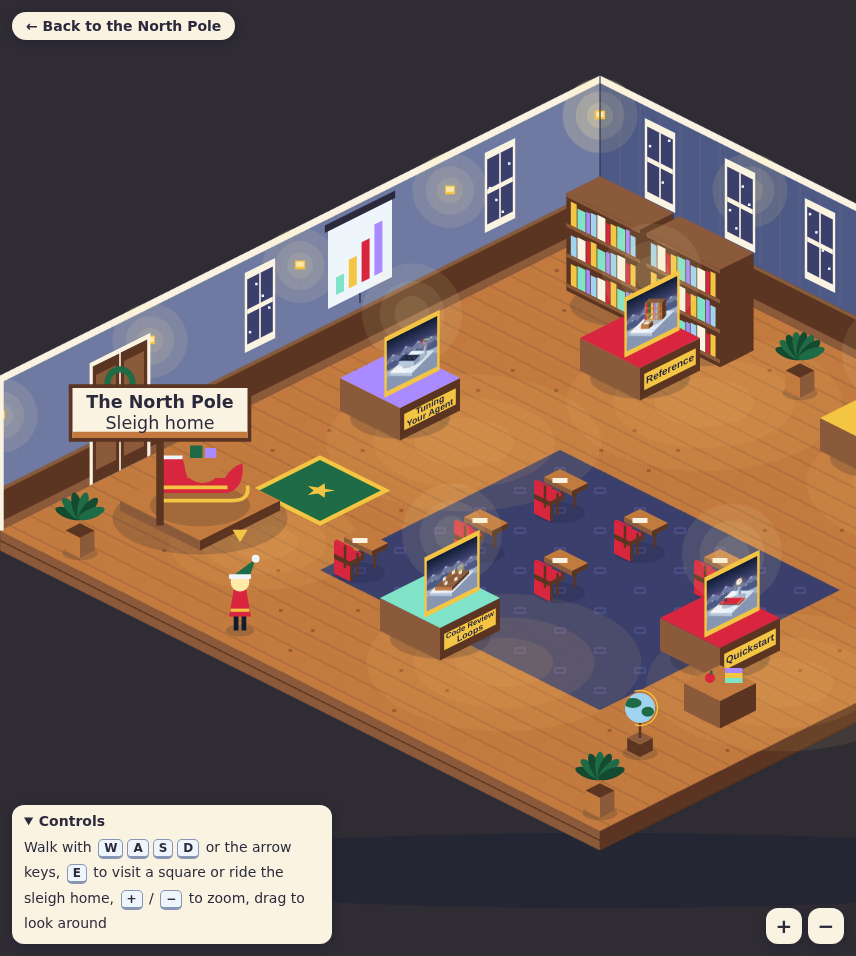 ← Back to the North Pole
Reference
Tuning
Your Agent
The North Pole
Sleigh home
Code Review
Loops
Quickstart
▼ Controls
Walk with W A S D or the arrow
keys, E to visit a square or ride the
sleigh home, + / − to zoom, drag to
look around
+ −